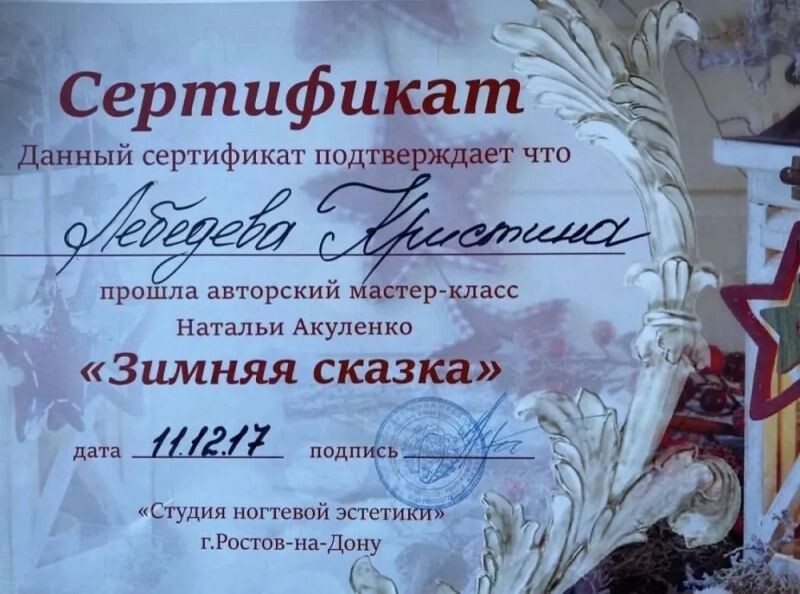 Сертификат
Данный сертификат подтверждает что
Лебедева Кристина
прошла авторский мастер-класс
Натальи Акуленко
«Зимняя сказка»
дата 11.12.17 подпись
«Студия ногтевой эстетики»
г.Ростов-на-Дону